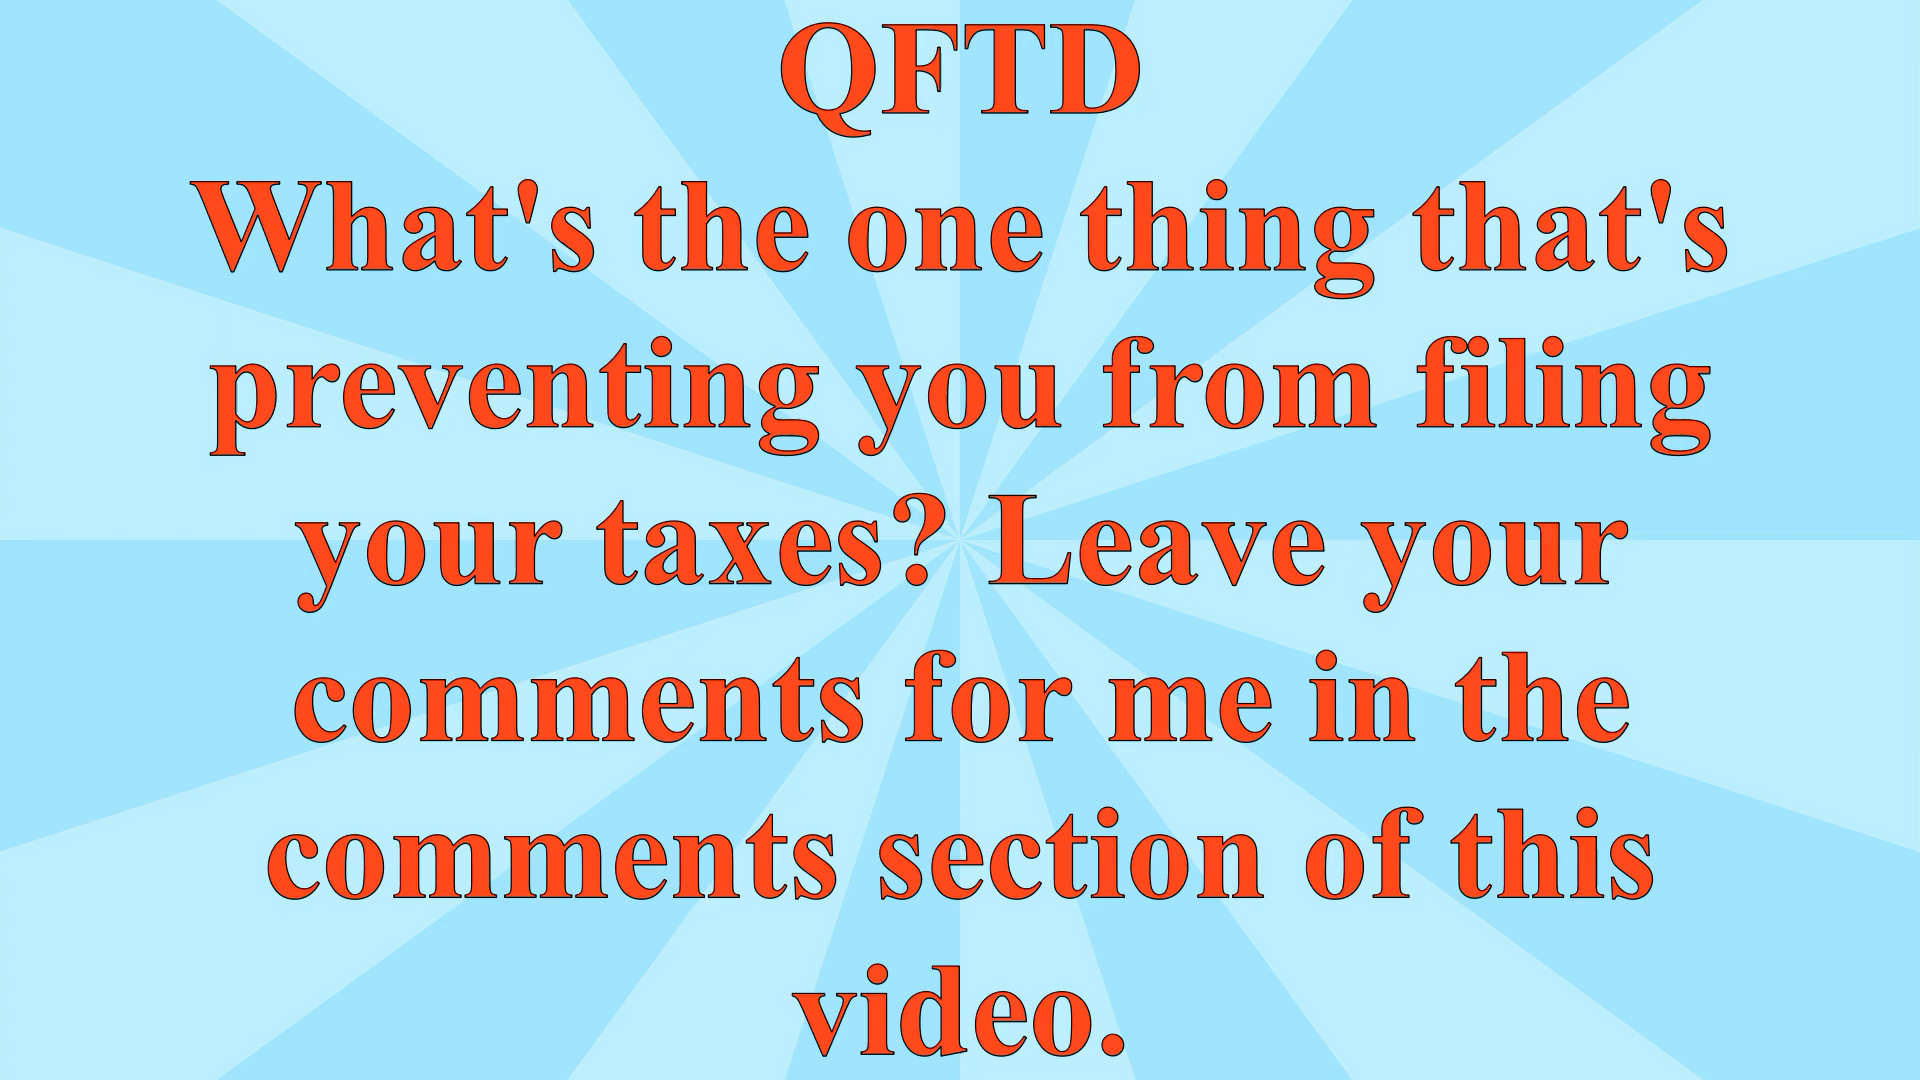 QFTD
What's the one thing that's
preventing you from filing
your taxes? Leave your
comments for me in the
comments section of this
video.